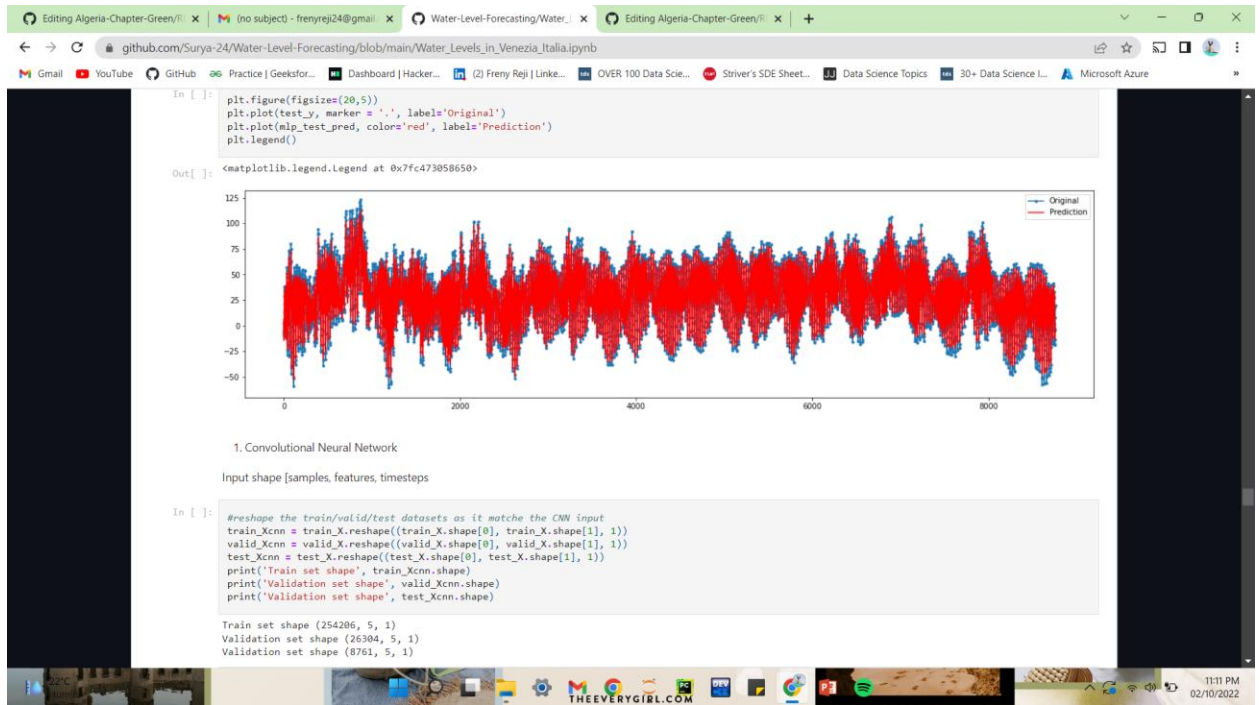 Editing Algeria-Chapter-Green/R
(no subject) - frenyreji24@gmail.
Water-Level-Forecasting/Water_L
Editing Algeria-Chapter-Green/R
github.com/Surya-24/Water-Level-Forecasting/blob/main/Water_Levels_in_Venezia_Italia.ipynb
Gmail YouTube GitHub Practice | Geeksfor... Dashboard | Hacker... (2) Freny Reji | Linke... OVER 100 Data Scie... Striver's SDE Sheet... JJ Data Science Topics 30+ Data Science I... Microsoft Azure »
In [ ]:
plt.figure(figsize=(20,5))
plt.plot(test_y, marker = '.', label='Original')
plt.plot(mlp_test_pred, color='red', label='Prediction')
plt.legend()
Out[ ]: <matplotlib.legend.Legend at 0x7fc473058650>
125
100
75
50
25
0
−25
−50
Original
Prediction
0 2000 4000 6000 8000
1. Convolutional Neural Network
Input shape [samples, features, timesteps
In [ ]:
#reshape the train/valid/test datasets as it matche the CNN input
train_Xcnn = train_X.reshape((train_X.shape[0], train_X.shape[1], 1))
valid_Xcnn = valid_X.reshape((valid_X.shape[0], valid_X.shape[1], 1))
test_Xcnn = test_X.reshape((test_X.shape[0], test_X.shape[1], 1))
print('Train set shape', train_Xcnn.shape)
print('Validation set shape', valid_Xcnn.shape)
print('Validation set shape', test_Xcnn.shape)
Train set shape (254206, 5, 1)
Validation set shape (26304, 5, 1)
Validation set shape (8761, 5, 1)
22°C
THEEVERYGIRL.COM
11:11 PM
02/10/2022